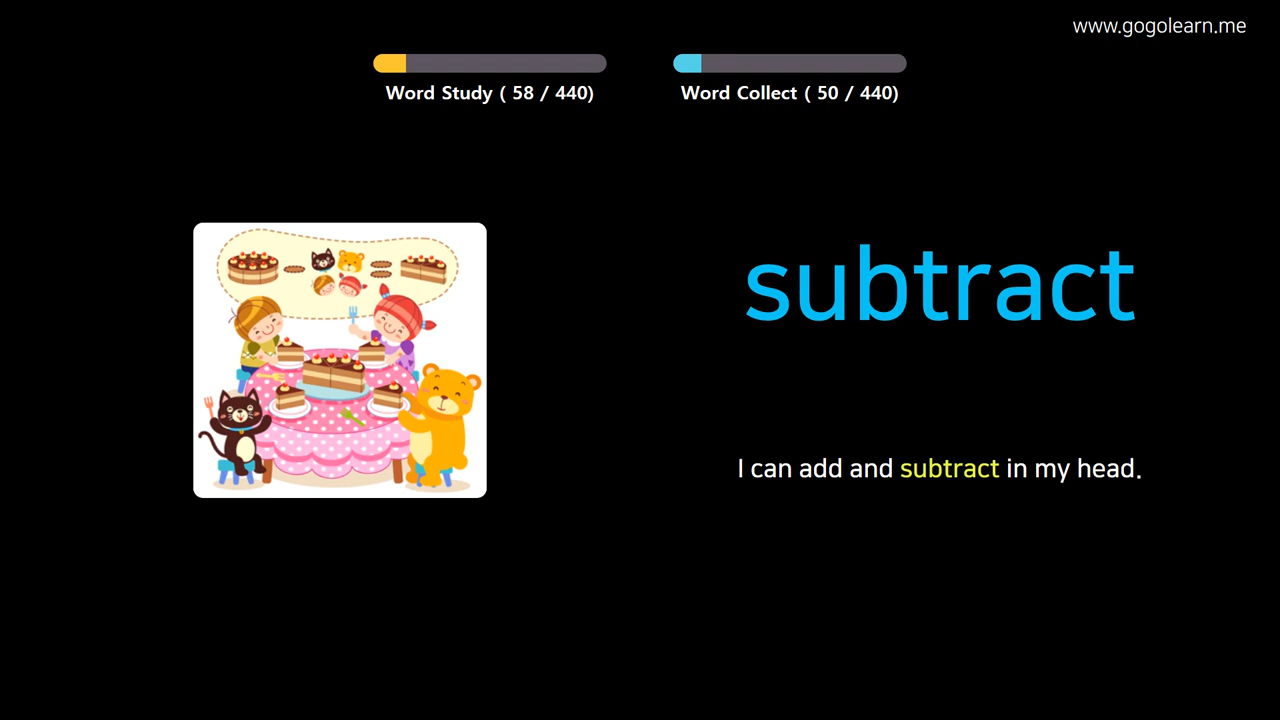 www.gogolearn.me
Word Study ( 58 / 440)
Word Collect ( 50 / 440)
subtract
I can add and subtract in my head.